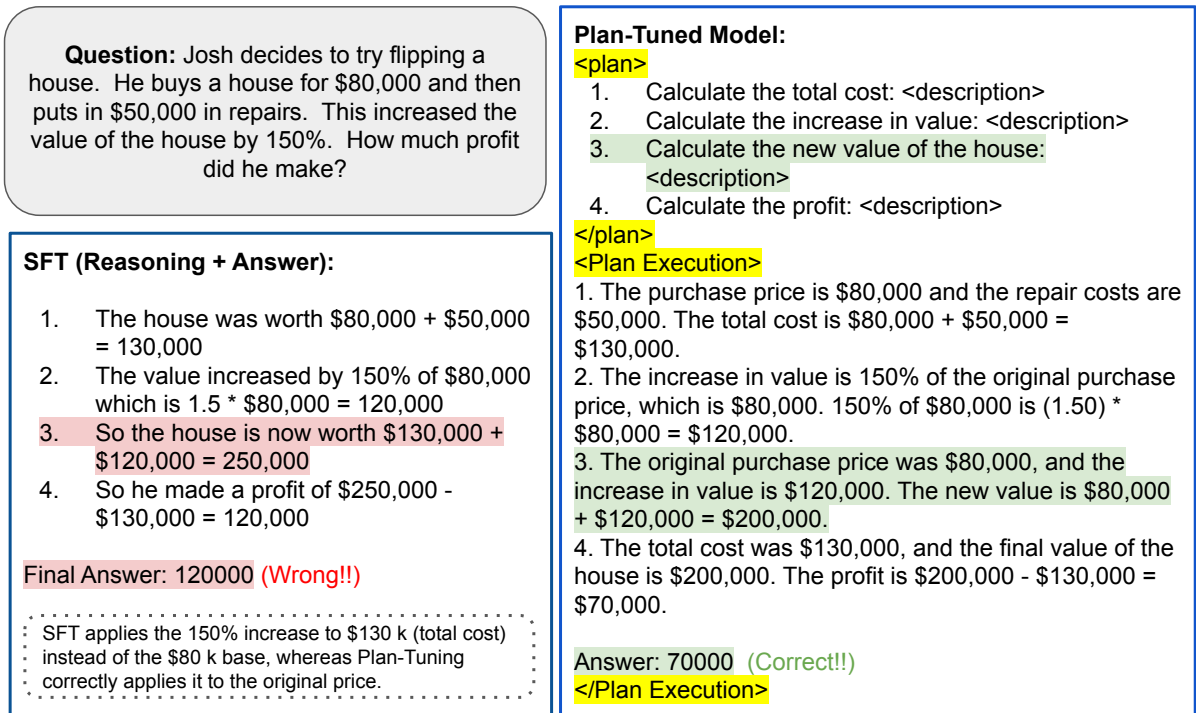 Question: Josh decides to try flipping a
house. He buys a house for $80,000 and then
puts in $50,000 in repairs. This increased the
value of the house by 150%. How much profit
did he make?
SFT (Reasoning + Answer):
1. The house was worth $80,000 + $50,000
= 130,000
2. The value increased by 150% of $80,000
which is 1.5 * $80,000 = 120,000
3. So the house is now worth $130,000 +
$120,000 = 250,000
4. So he made a profit of $250,000 -
$130,000 = 120,000
Final Answer: 120000 (Wrong!!)
SFT applies the 150% increase to $130 k (total cost)
instead of the $80 k base, whereas Plan-Tuning
correctly applies it to the original price.
Plan-Tuned Model:
<plan>
1. Calculate the total cost: <description>
2. Calculate the increase in value: <description>
3. Calculate the new value of the house:
<description>
4. Calculate the profit: <description>
</plan>
<Plan Execution>
1. The purchase price is $80,000 and the repair costs are
$50,000. The total cost is $80,000 + $50,000 =
$130,000.
2. The increase in value is 150% of the original purchase
price, which is $80,000. 150% of $80,000 is (1.50) *
$80,000 = $120,000.
3. The original purchase price was $80,000, and the
increase in value is $120,000. The new value is $80,000
+ $120,000 = $200,000.
4. The total cost was $130,000, and the final value of the
house is $200,000. The profit is $200,000 - $130,000 =
$70,000.
Answer: 70000 (Correct!!)
</Plan Execution>